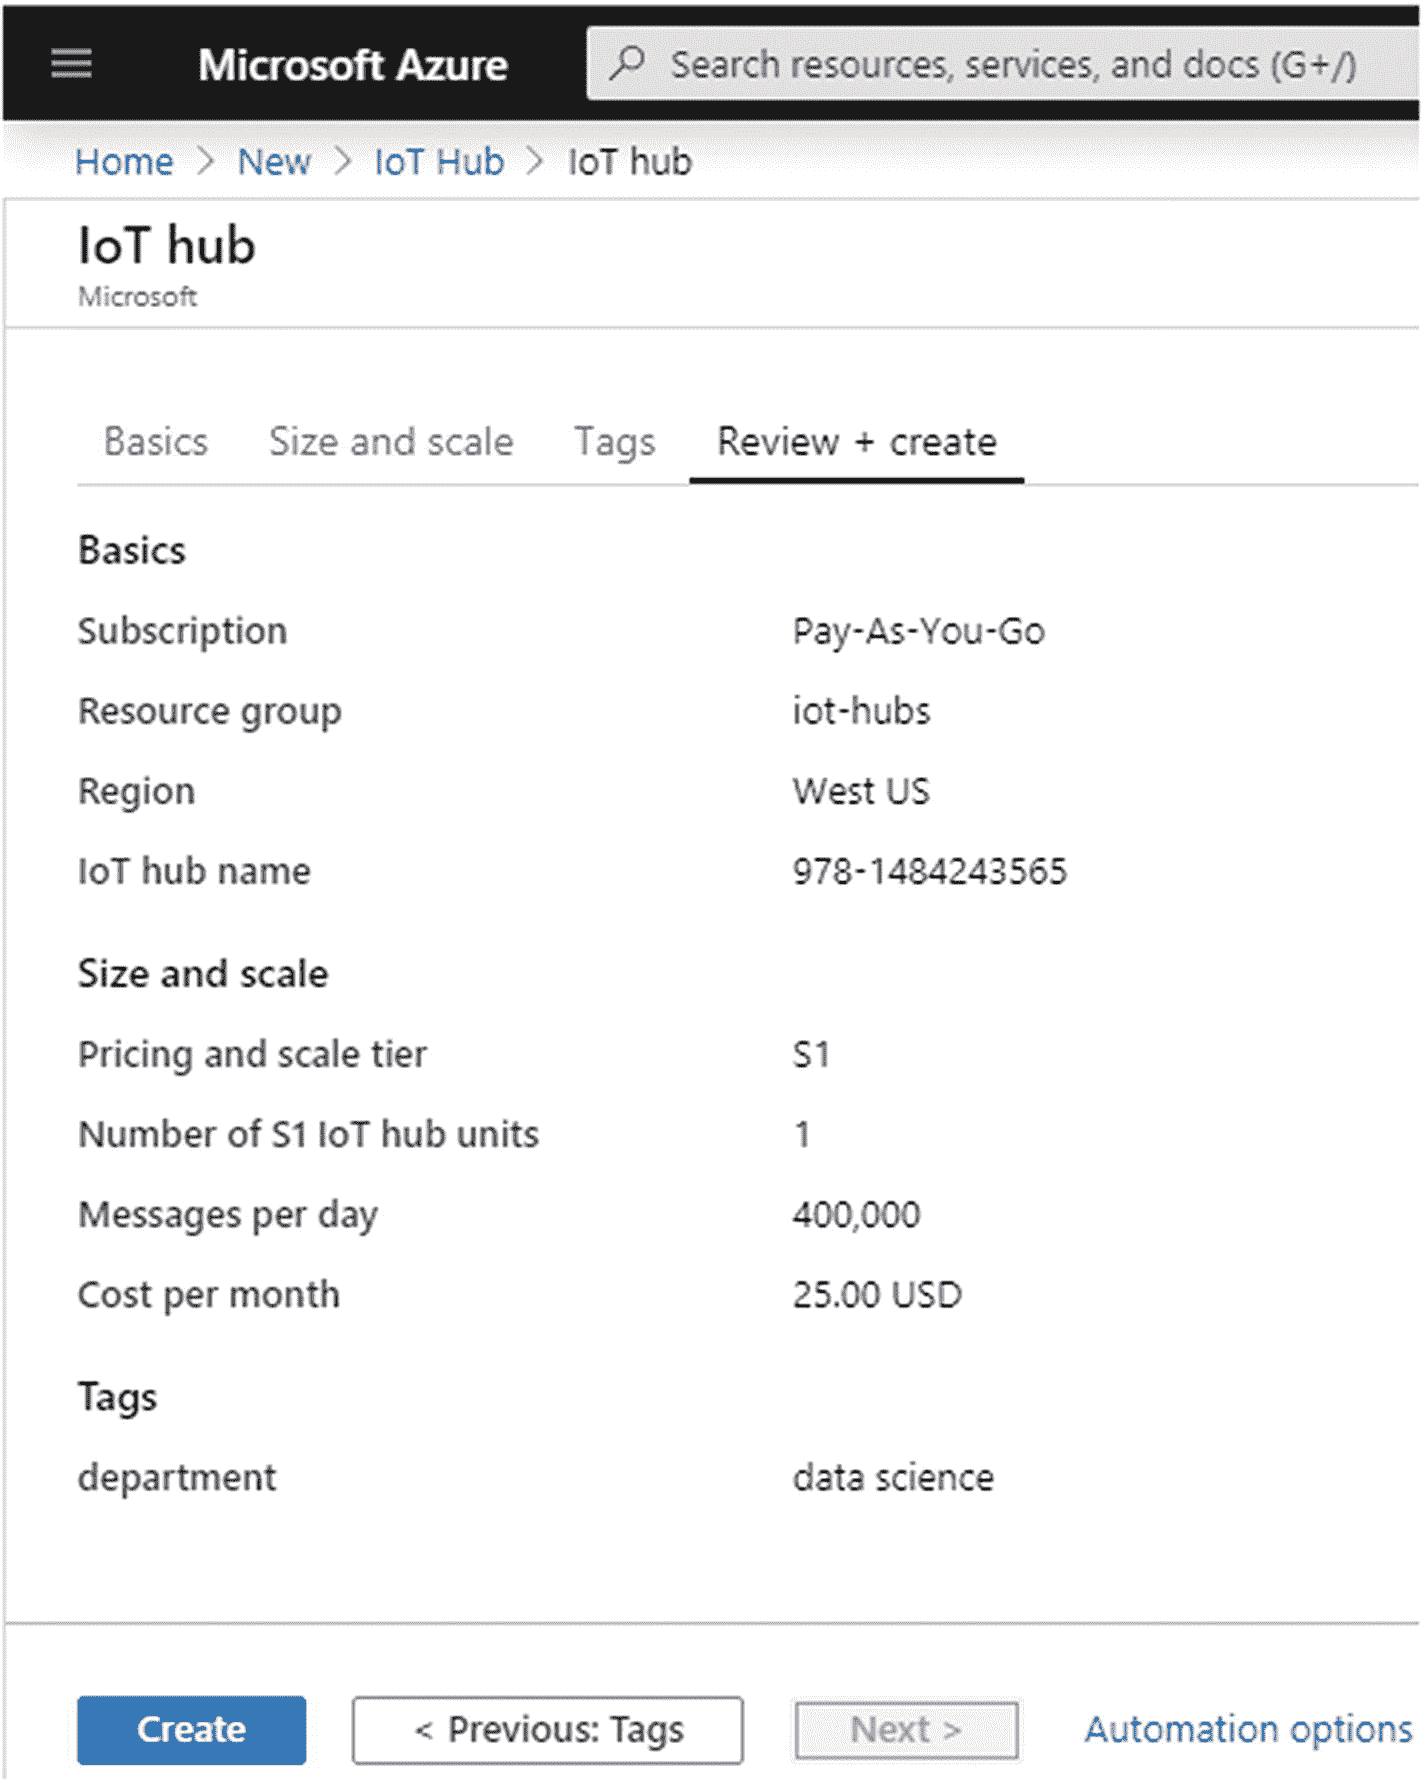 Microsoft Azure Search resources, services, and docs (G+/)
Home > New > IoT Hub > IoT hub
IoT hub
Microsoft
Basics Size and scale Tags Review + create
Basics
Subscription Pay-As-You-Go
Resource group iot-hubs
Region West US
IoT hub name 978-1484243565
Size and scale
Pricing and scale tier S1
Number of S1 IoT hub units 1
Messages per day 400,000
Cost per month 25.00 USD
Tags
department data science
Create < Previous: Tags Next > Automation options